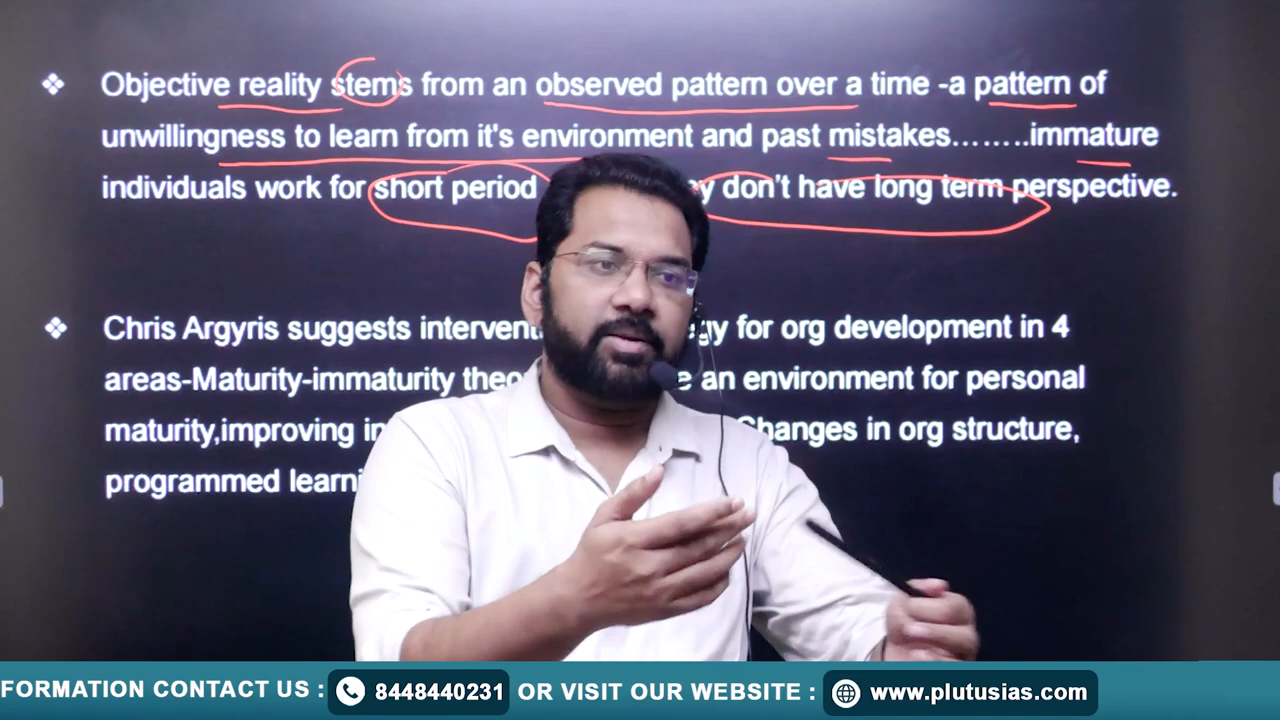 ❖ Objective reality stems from an observed pattern over a time -a pattern of
unwillingness to learn from it's environment and past mistakes........immature
individuals work for short period y don't have long term perspective.
❖ Chris Argyris suggests intervent gy for org development in 4
areas-Maturity-immaturity theo e an environment for personal
maturity,improving in Changes in org structure,
programmed learni
FORMATION CONTACT US : 8448440231 OR VISIT OUR WEBSITE : www.plutusias.com